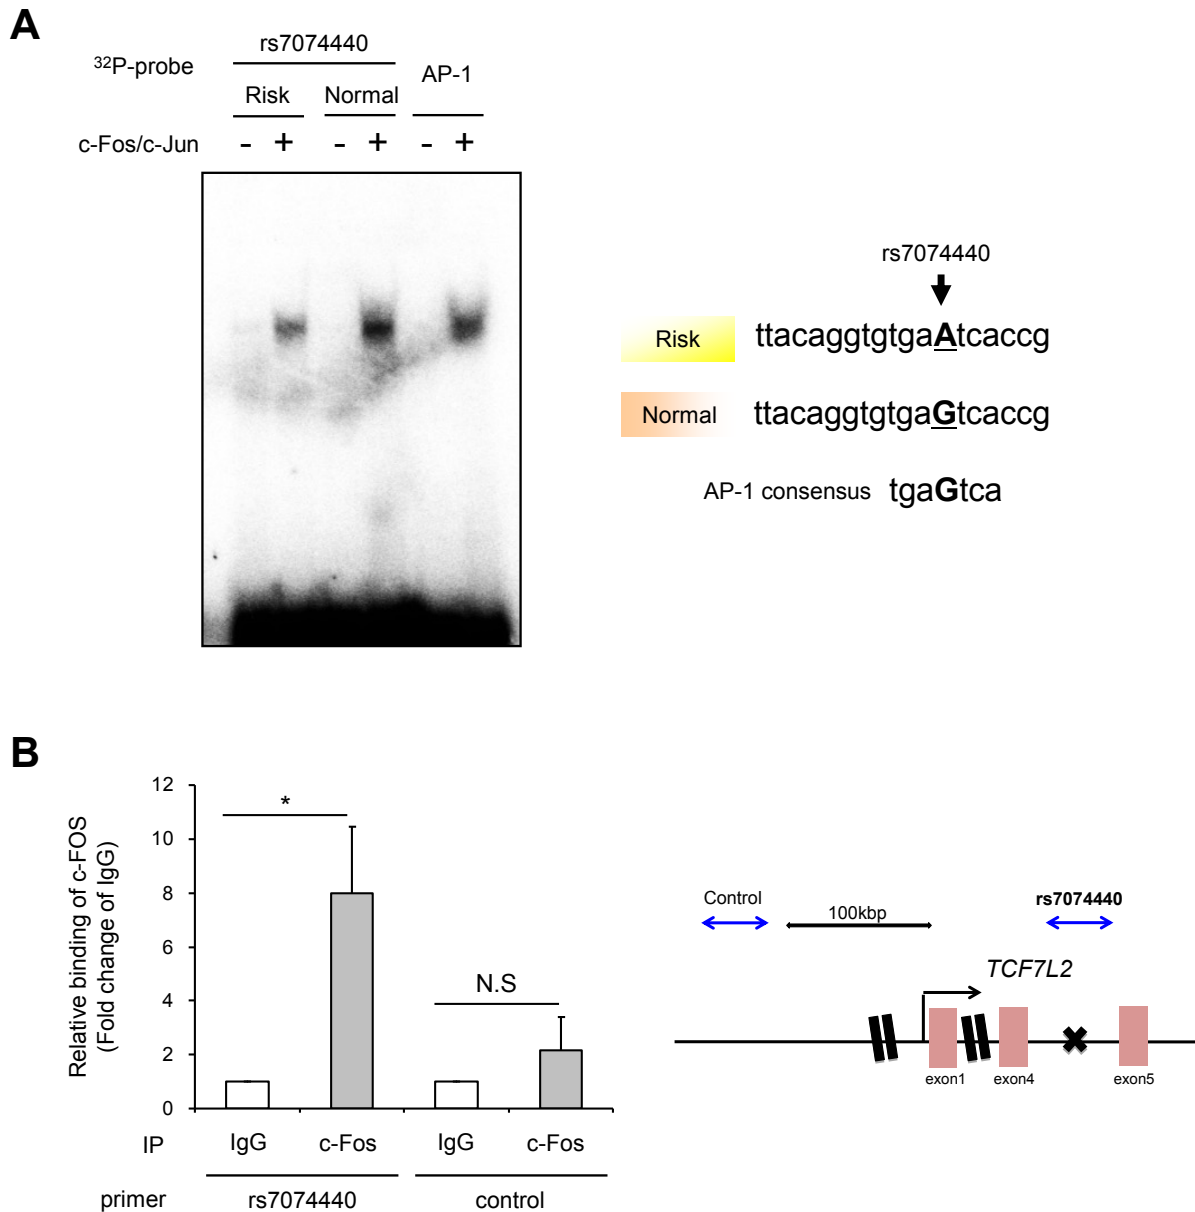 A
rs7074440
32P-probe
AP-1
Risk Normal
c-Fos/c-Jun - + - + - +
rs7074440
Risk ttacaggtgtgaAtcaccg
Normal ttacaggtgtgaGtcaccg
AP-1 consensus tgaGtca
B
Relative binding of c-FOS
(Fold change of IgG)
12
10
8
6
4
2
0
*
N.S
IP IgG c-Fos IgG c-Fos
primer rs7074440 control
Control 100kbp rs7074440
TCF7L2
exon1 exon4 exon5